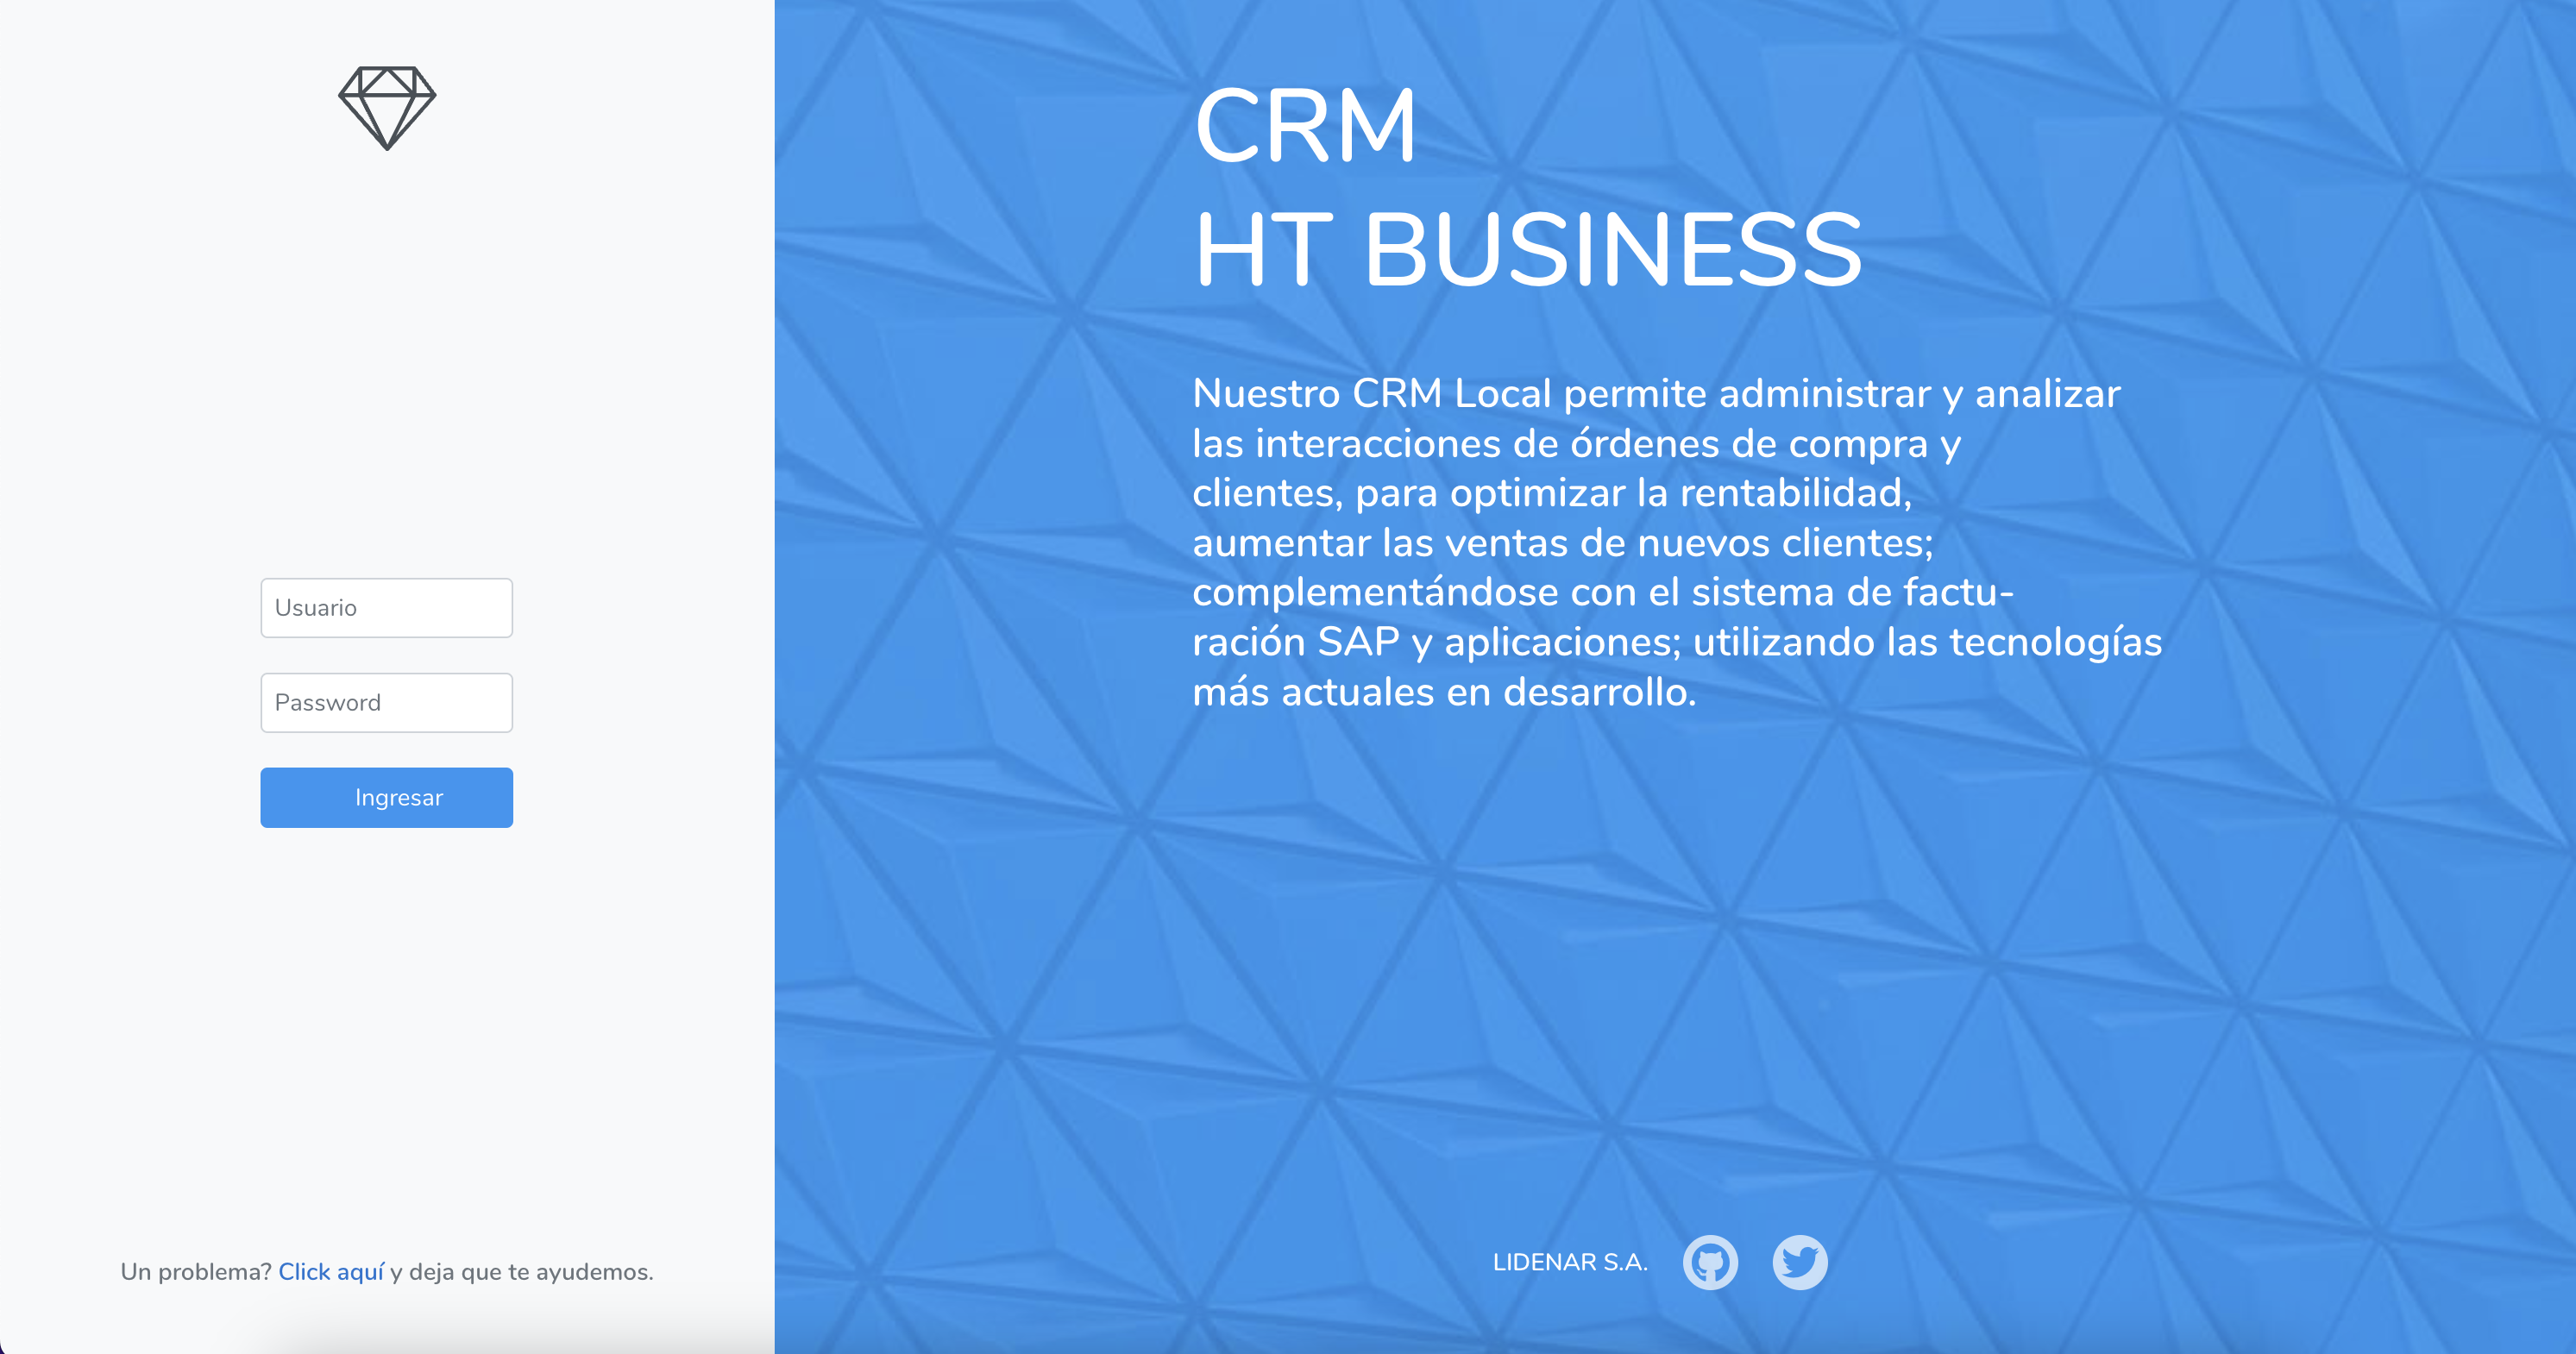 Usuario
Password
Ingresar
Un problema? Click aquí y deja que te ayudemos.
CRM
HT BUSINESS
Nuestro CRM Local permite administrar y analizar
las interacciones de órdenes de compra y
clientes, para optimizar la rentabilidad,
aumentar las ventas de nuevos clientes;
complementándose con el sistema de factu-
ración SAP y aplicaciones; utilizando las tecnologías
más actuales en desarrollo.
LIDENAR S.A.